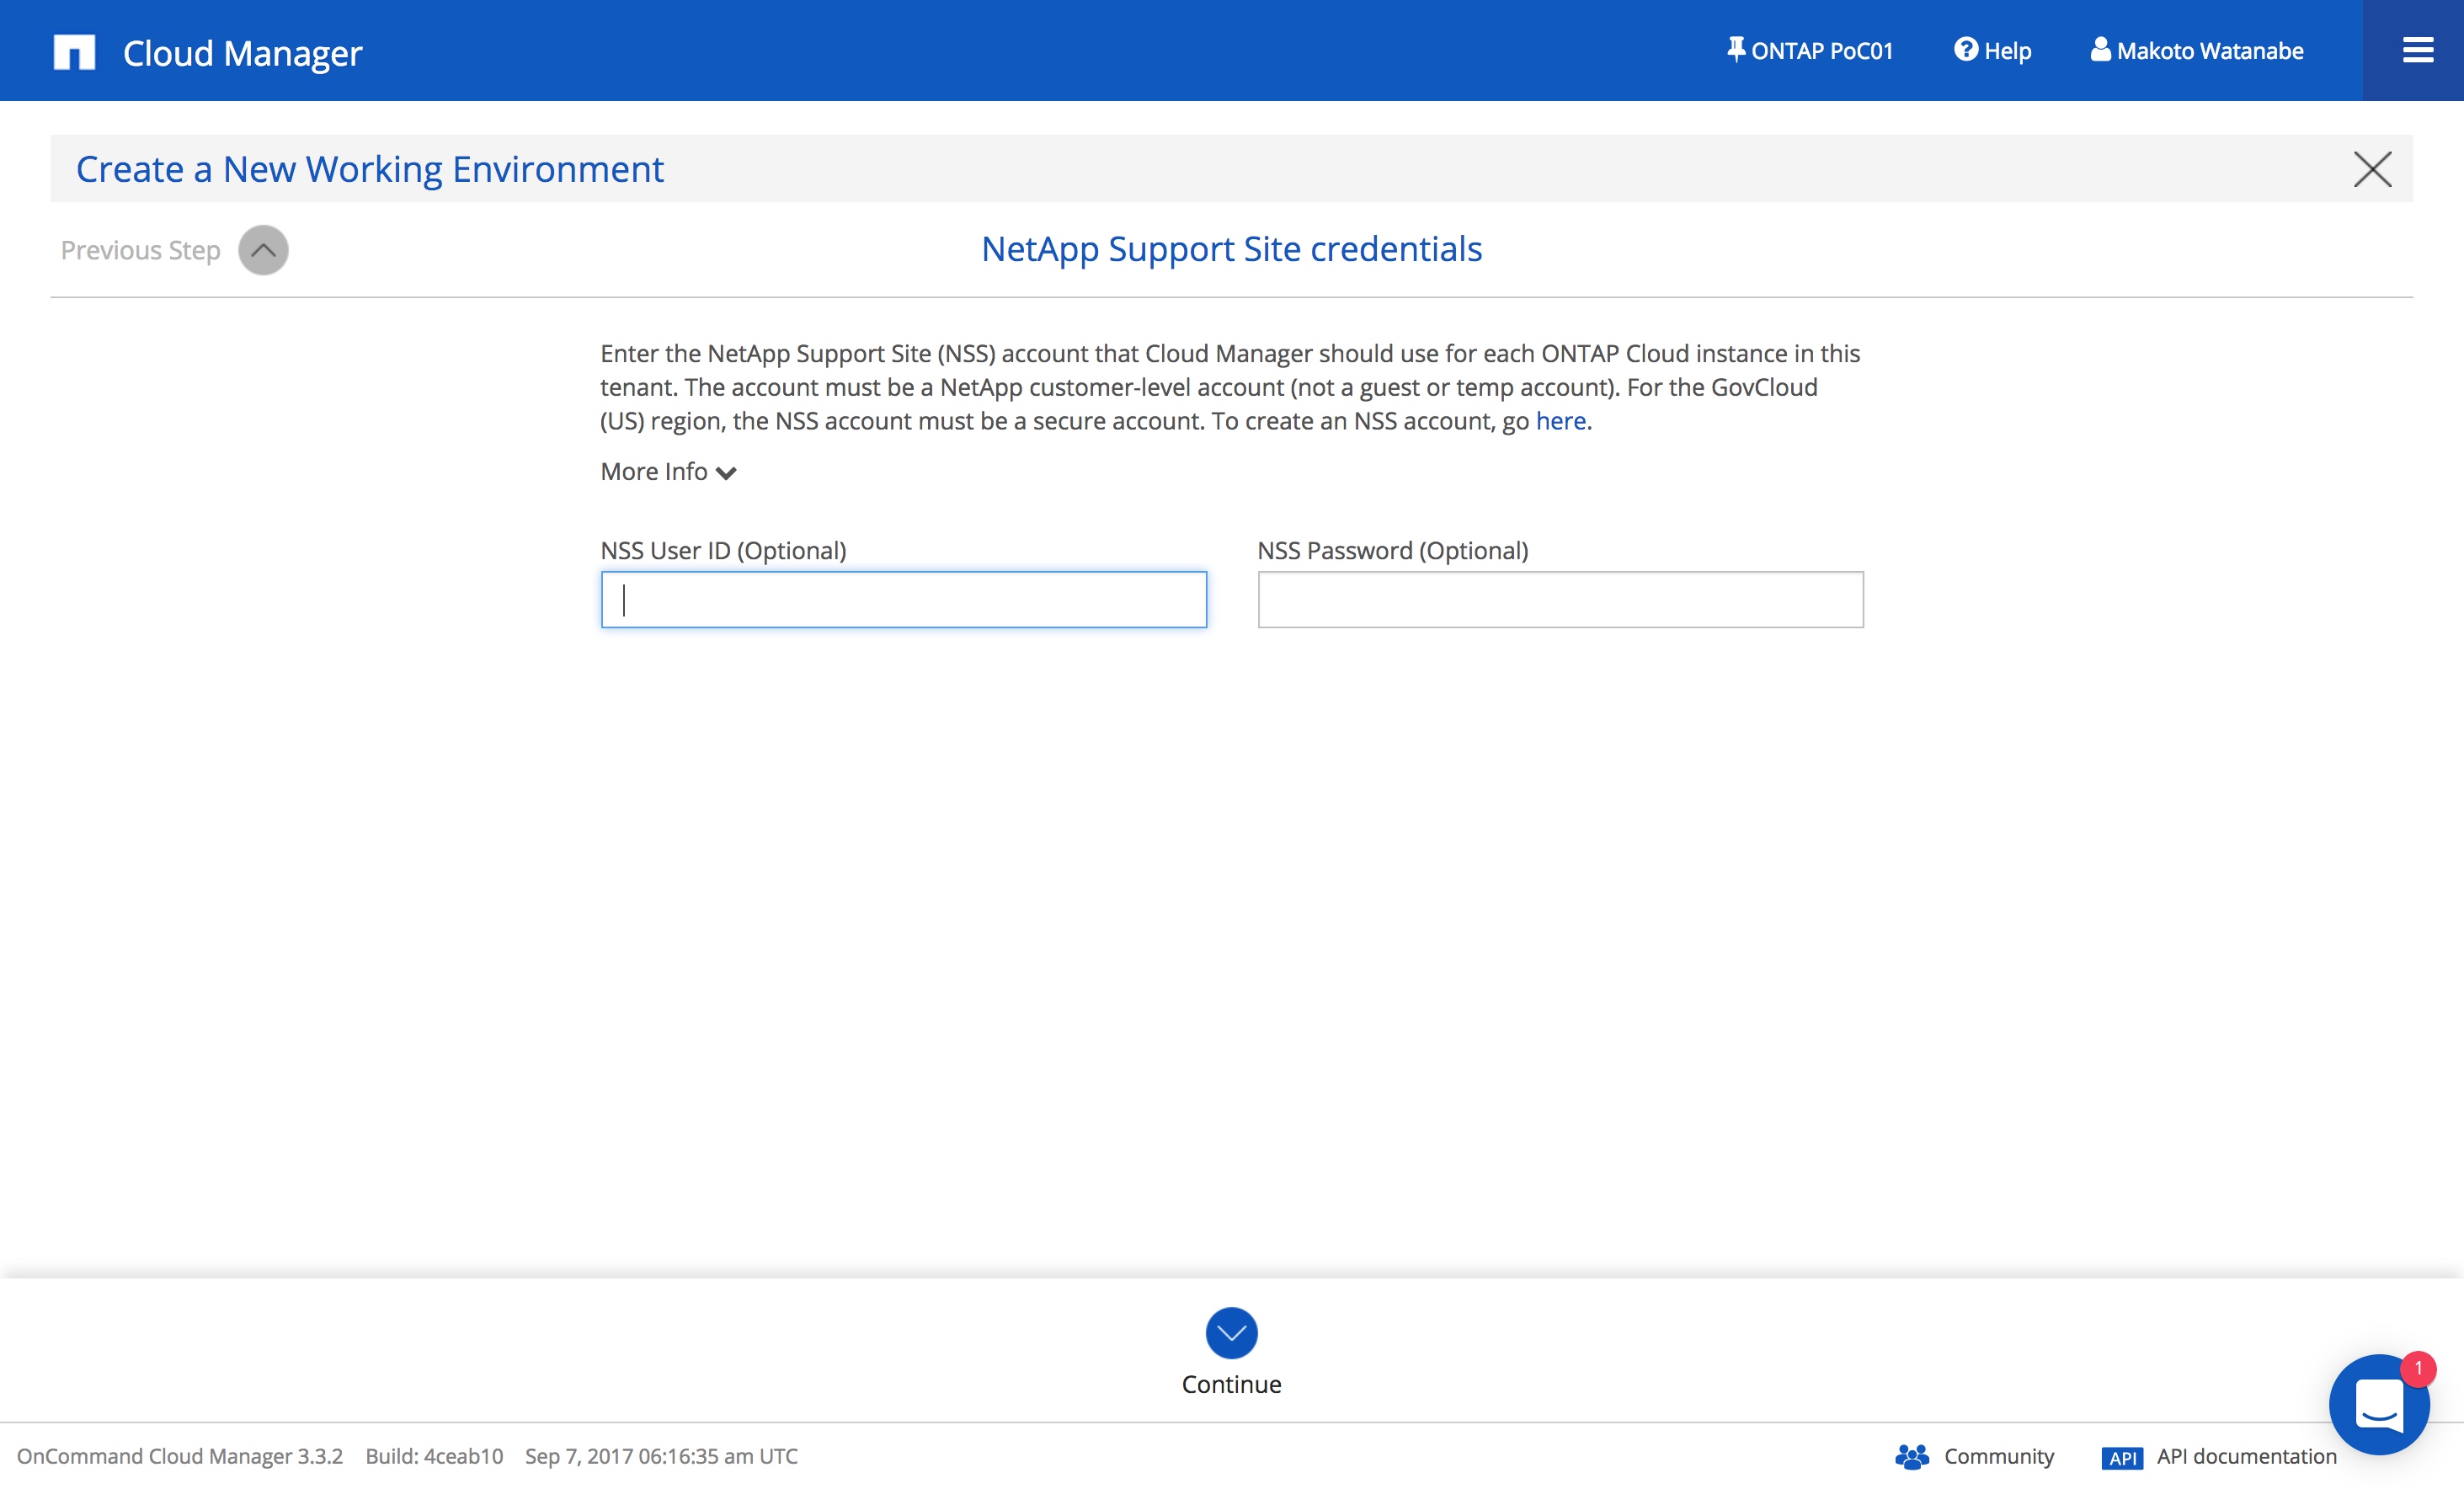 Cloud Manager
ONTAP PoC01
Help
Makoto Watanabe
Create a New Working Environment
Previous Step
NetApp Support Site credentials
Enter the NetApp Support Site (NSS) account that Cloud Manager should use for each ONTAP Cloud instance in this
tenant. The account must be a NetApp customer-level account (not a guest or temp account). For the GovCloud
(US) region, the NSS account must be a secure account. To create an NSS account, go here.
More Info
NSS User ID (Optional)
NSS Password (Optional)
Continue
1
OnCommand Cloud Manager 3.3.2 Build: 4ceab10 Sep 7, 2017 06:16:35 am UTC
Community
API API documentation